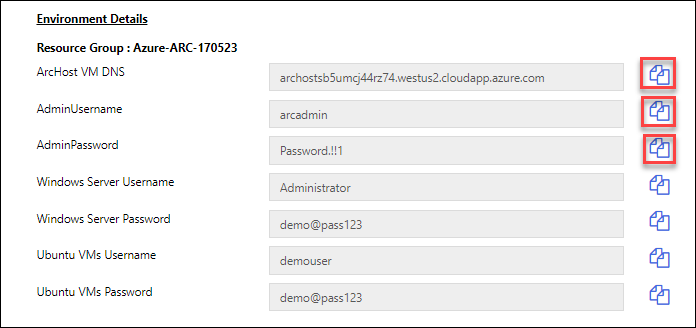 Environment Details
Resource Group : Azure-ARC-170523
ArcHost VM DNS archostsb5umcj44rz74.westus2.cloudapp.azure.com
AdminUsername arcadmin
AdminPassword Password.!!1
Windows Server Username Administrator
Windows Server Password demo@pass123
Ubuntu VMs Username demouser
Ubuntu VMs Password demo@pass123